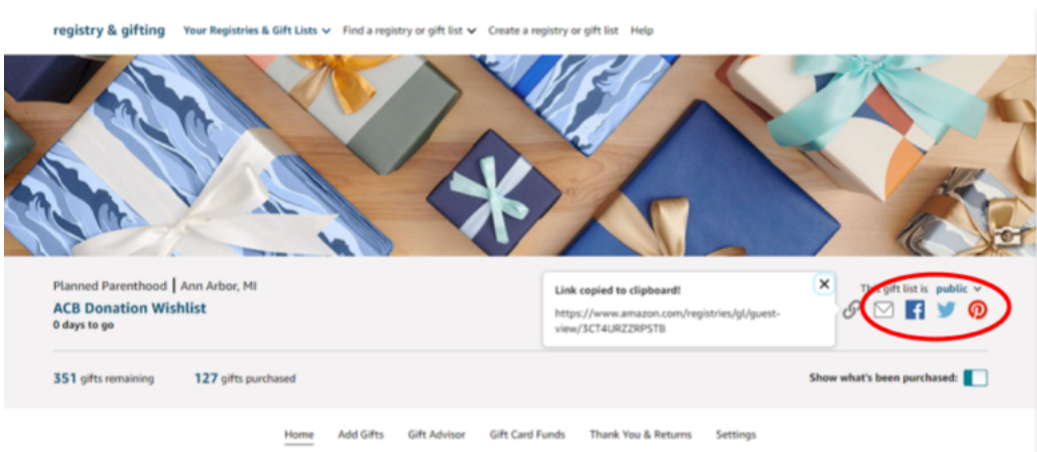 registry & gifting Your Registries & Gift Lists Find a registry or gift list Create a registry or gift list Help
Planned Parenthood | Ann Arbor, MI
ACB Donation Wishlist
0 days to go
Link copied to clipboard!
https://www.amazon.com/registries/gl/guest-
view/3CT4URZZRPSTB
This gift list is public
351 gifts remaining 127 gifts purchased
Show what's been purchased:
Home Add Gifts Gift Advisor Gift Card Funds Thank You & Returns Settings